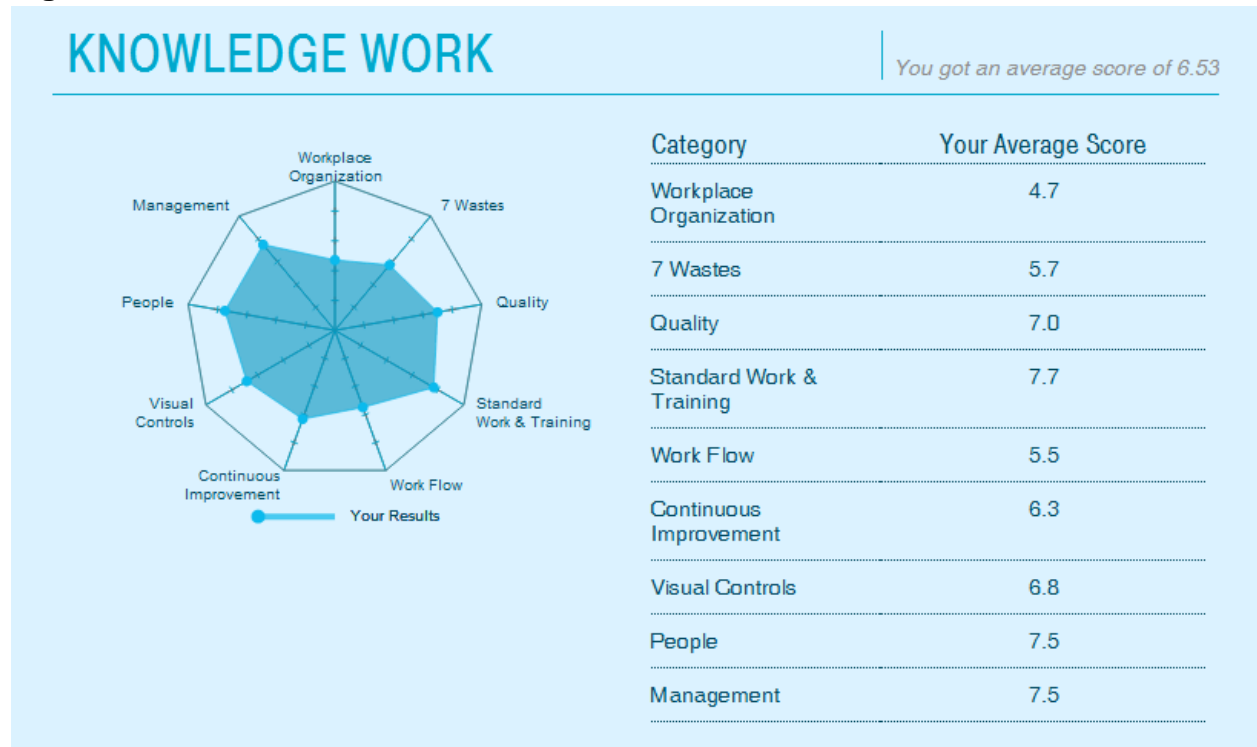 KNOWLEDGE WORK
You got an average score of 6.53
Workplace
Organization
Management
7 Wastes
People
Quality
Visual
Controls
Standard
Work & Training
Continuous
Improvement
Work Flow
Your Results
Category Your Average Score
Workplace
Organization
4.7
7 Wastes 5.7
Quality 7.0
Standard Work &
Training
7.7
Work Flow 5.5
Continuous
Improvement
6.3
Visual Controls 6.8
People 7.5
Management 7.5